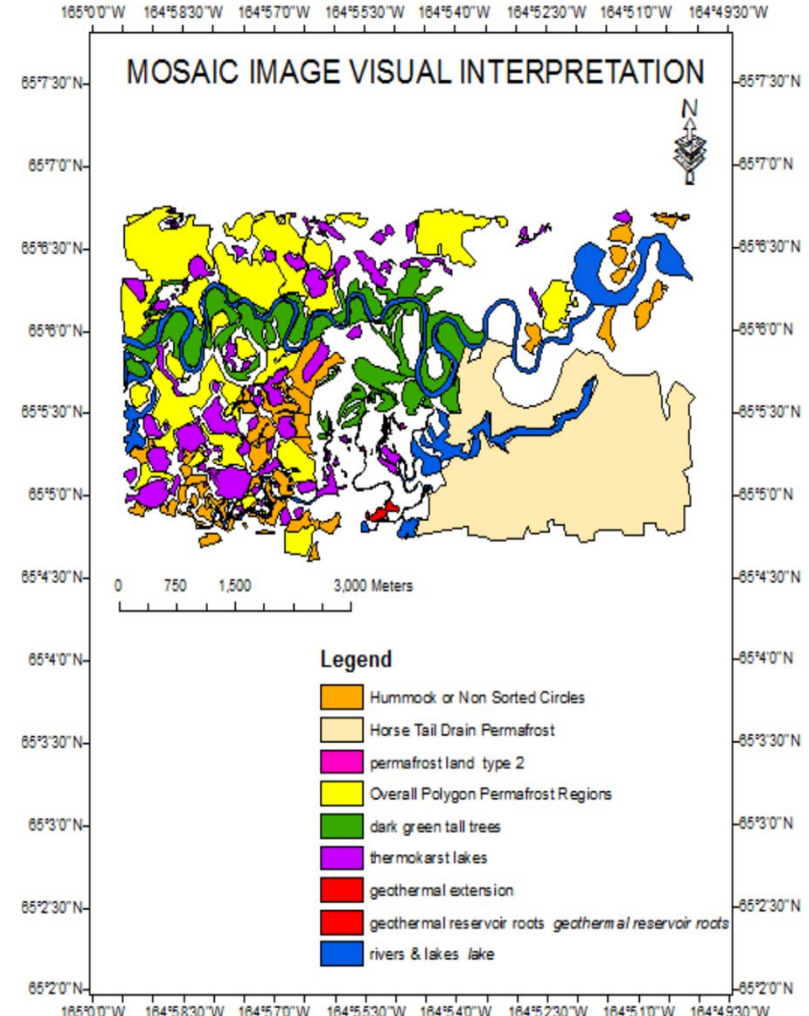 165°0'0"W 164°58'30"W 164°57'0"W 164°55'30"W 164°54'0"W 164°52'30"W 164°51'0"W 164°49'30"W
MOSAIC IMAGE VISUAL INTERPRETATION
65°7'30"N 65°7'30"N
N
65°7'0"N 65°7'0"N
65°6'30"N 65°6'30"N
65°6'0"N 65°6'0"N
65°5'30"N 65°5'30"N
65°5'0"N 65°5'0"N
65°4'30"N 65°4'30"N
0 750 1,500 3,000 Meters
65°4'0"N 65°4'0"N
Legend
Hummock or Non Sorted Circles
Horse Tail Drain Permafrost
65°3'30"N 65°3'30"N
permafrost land type 2
Overall Polygon Permafrost Regions
65°3'0"N 65°3'0"N
dark green tall trees
thermokarst lakes
geothermal extension
65°2'30"N 65°2'30"N
geothermal reservoir roots geothermal reservoir roots
rivers & lakes lake
65°2'0"N 65°2'0"N
165°0'0"W 164°58'30"W 164°57'0"W 164°55'30"W 164°54'0"W 164°52'30"W 164°51'0"W 164°49'30"W